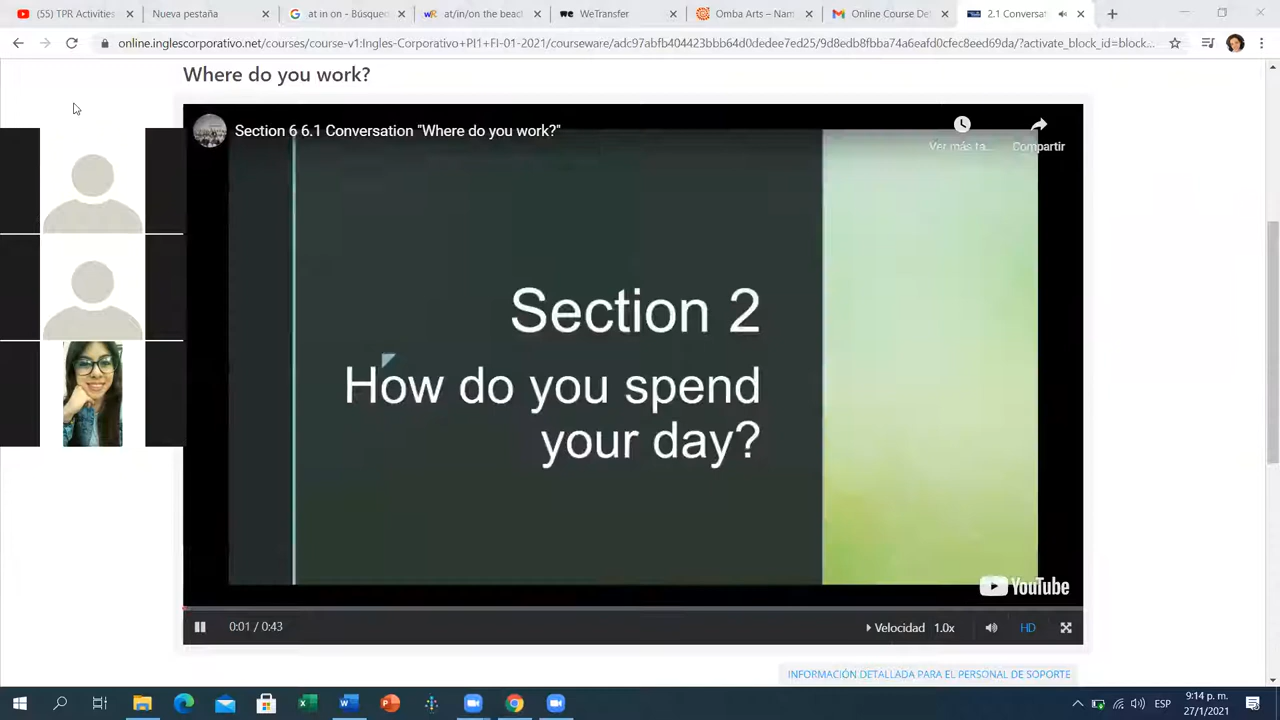 (55) TPR Activities
Nueva pestaña
at in on - Búsqued
at/in/on the beach
WeTransfer
Omba Arts – Nam
Online Course Det
2.1 Conversat
online.inglescorporativo.net/courses/course-v1:Ingles-Corporativo+PI1+FI-01-2017/courseware/adc97abfb404423bbb64d0dedee7ed25/9d8edb8fbba74a6eafd0cfec8eed69da/?activate_block_id=block...
Where do you work?
Section 6 6.1 Conversation "Where do you work?"
Ver más ta...
Compartir
Section 2
How do you spend
your day?
YouTube
0:01 / 0:43
Velocidad 1.0x
HD
INFORMACIÓN DETALLADA PARA EL PERSONAL DE SOPORTE
ESP
9:14 p. m.
27/1/2021